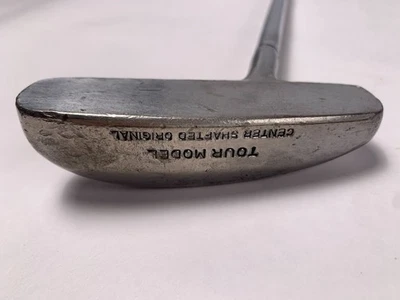 TOUR MODEL
CENTER SHAFTED ORIGINAL